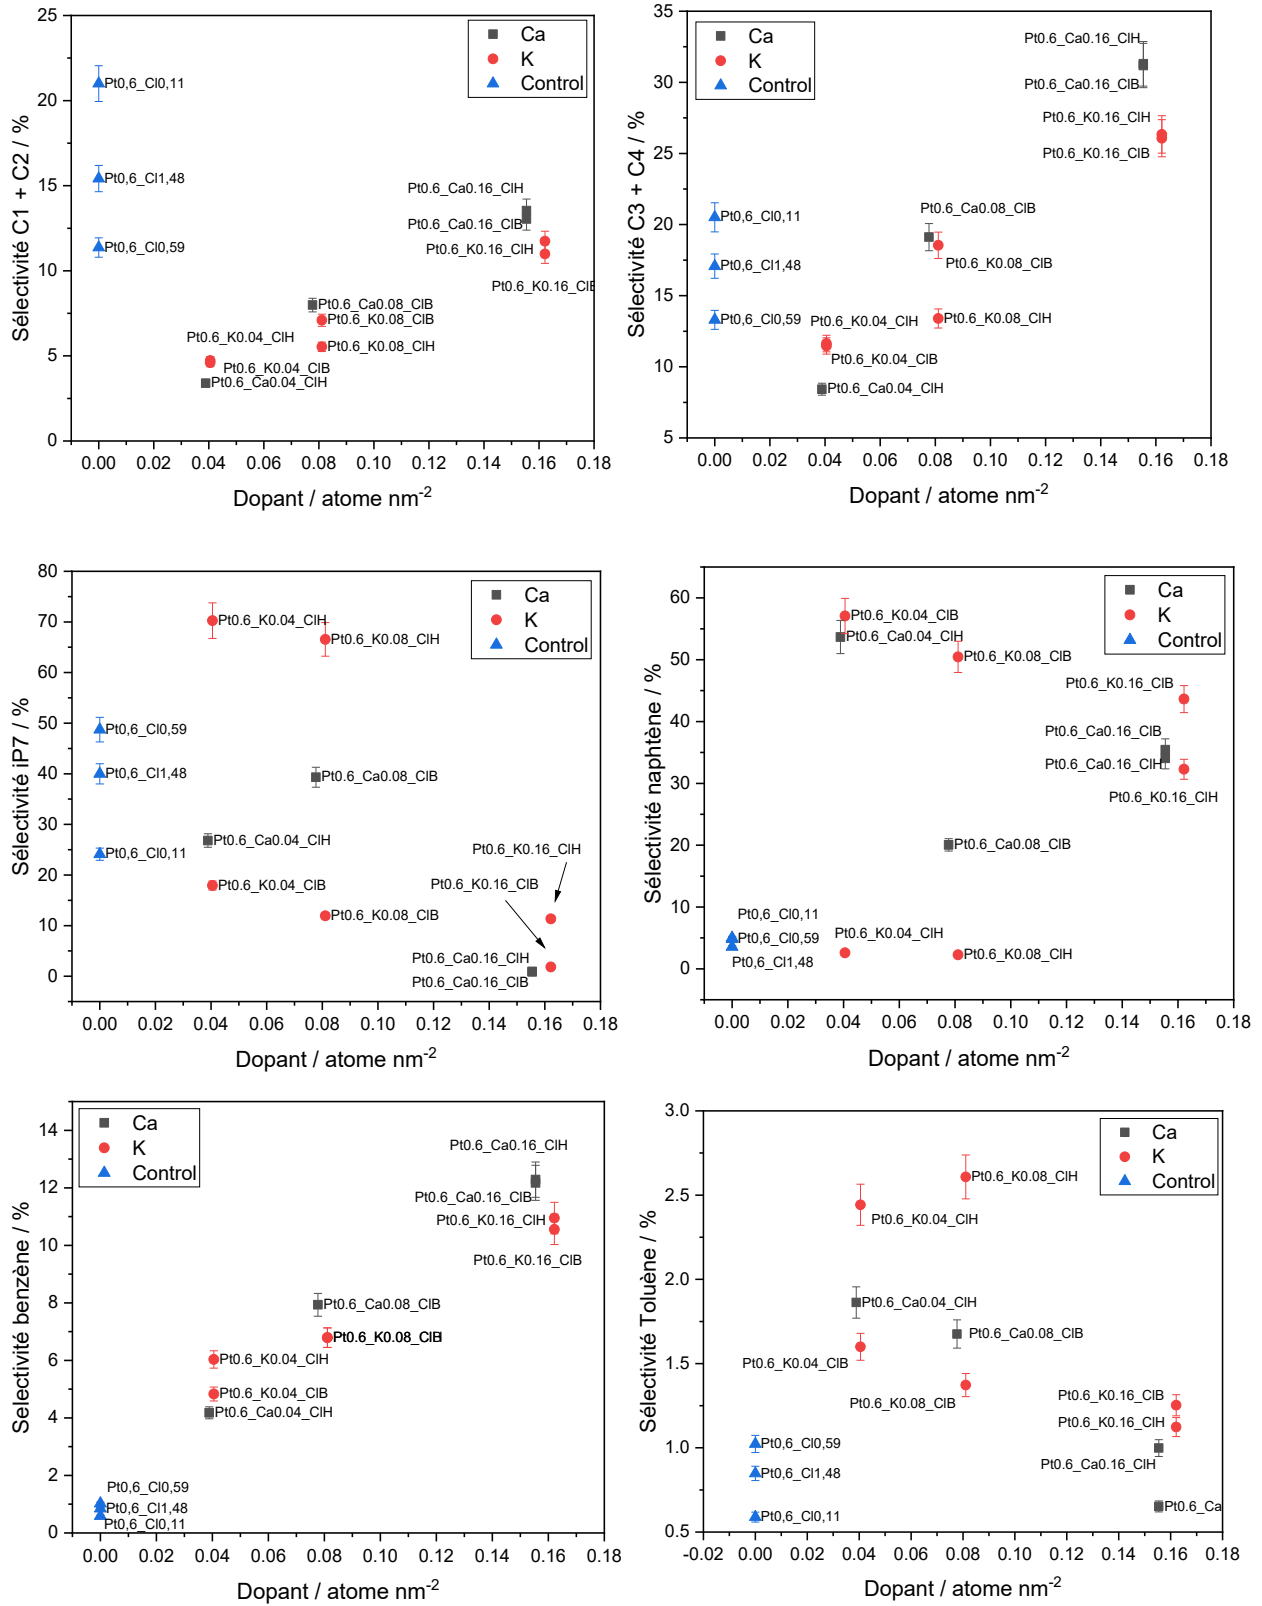 25
20
15
10
5
0
Sélectivité C1 + C2 / %
Ca
K
Control
Pt0,6_Cl0,11
Pt0,6_Cl1,48
Pt0,6_Cl0,59
Pt0.6_Ca0.16_ClH
Pt0.6_Ca0.16_ClB
Pt0.6_K0.16_ClH
Pt0.6_K0.16_ClB
Pt0.6_Ca0.08_ClB
Pt0.6_K0.08_ClB
Pt0.6_K0.04_ClH
Pt0.6_K0.08_ClH
Pt0.6_K0.04_ClB
Pt0.6_Ca0.04_ClH
0.00 0.02 0.04 0.06 0.08 0.10 0.12 0.14 0.16 0.18
Dopant / atome nm-2
35
30
25
20
15
10
5
Sélectivité C3 + C4 / %
Ca
K
Control
Pt0.6_Ca0.16_ClH
Pt0.6_Ca0.16_ClB
Pt0.6_K0.16_ClH
Pt0.6_K0.16_ClB
Pt0,6_Cl0,11
Pt0.6_Ca0.08_ClB
Pt0,6_Cl1,48
Pt0.6_K0.08_ClB
Pt0,6_Cl0,59
Pt0.6_K0.04_ClH
Pt0.6_K0.08_ClH
Pt0.6_K0.04_ClB
Pt0.6_Ca0.04_ClH
0.00 0.02 0.04 0.06 0.08 0.10 0.12 0.14 0.16 0.18
Dopant / atome nm-2
80
70
60
50
40
30
20
10
0
Sélectivité iP7 / %
Ca
K
Control
Pt0.6_K0.04_ClH
Pt0.6_K0.08_ClH
Pt0,6_Cl0,59
Pt0,6_Cl1,48
Pt0.6_Ca0.08_ClB
Pt0.6_Ca0.04_ClH
Pt0,6_Cl0,11
Pt0.6_K0.16_ClH
Pt0.6_K0.04_ClB
Pt0.6_K0.16_ClB
Pt0.6_K0.08_ClB
Pt0.6_Ca0.16_ClH
Pt0.6_Ca0.16_ClB
0.00 0.02 0.04 0.06 0.08 0.10 0.12 0.14 0.16 0.18
Dopant / atome nm-2
60
50
40
30
20
10
0
Sélectivité naphtène / %
Ca
K
Control
Pt0.6_K0.04_ClB
Pt0.6_Ca0.04_ClH
Pt0.6_K0.08_ClB
Pt0.6_K0.16_ClB
Pt0.6_Ca0.16_ClB
Pt0.6_Ca0.16_ClH
Pt0.6_K0.16_ClH
Pt0.6_Ca0.08_ClB
Pt0,6_Cl0,11
Pt0,6_Cl0,59
Pt0,6_Cl1,48
Pt0.6_K0.04_ClH
Pt0.6_K0.08_ClH
0.00 0.02 0.04 0.06 0.08 0.10 0.12 0.14 0.16 0.18
Dopant / atome nm-2
14
12
10
8
6
4
2
0
Selectivité benzène / %
Ca
K
Control
Pt0.6_Ca0.16_ClH
Pt0.6_Ca0.16_ClB
Pt0.6_K0.16_ClH
Pt0.6_K0.16_ClB
Pt0.6_Ca0.08_ClB
Pt0.6_K0.04_ClH
Pt0.6_K0.04_ClB
Pt0.6_Ca0.04_ClH
Pt0,6_Cl0,59
Pt0,6_Cl1,48
Pt0,6_Cl0,11
0.00 0.02 0.04 0.06 0.08 0.10 0.12 0.14 0.16 0.18
Dopant / atome nm-2
3.0
2.5
2.0
1.5
1.0
0.5
Sélectivité Toluène / %
Ca
K
Control
Pt0.6_K0.08_ClH
Pt0.6_K0.04_ClH
Pt0.6_Ca0.04_ClH
Pt0.6_Ca0.08_ClB
Pt0.6_K0.04_ClB
Pt0.6_K0.08_ClB
Pt0.6_K0.16_ClB
Pt0.6_K0.16_ClH
Pt0,6_Cl0,59
Pt0.6_Ca0.16_ClH
Pt0,6_Cl1,48
Pt0.6_Ca
Pt0,6_Cl0,11
-0.02 0.00 0.02 0.04 0.06 0.08 0.10 0.12 0.14 0.16 0.18
Dopant / atome nm-2